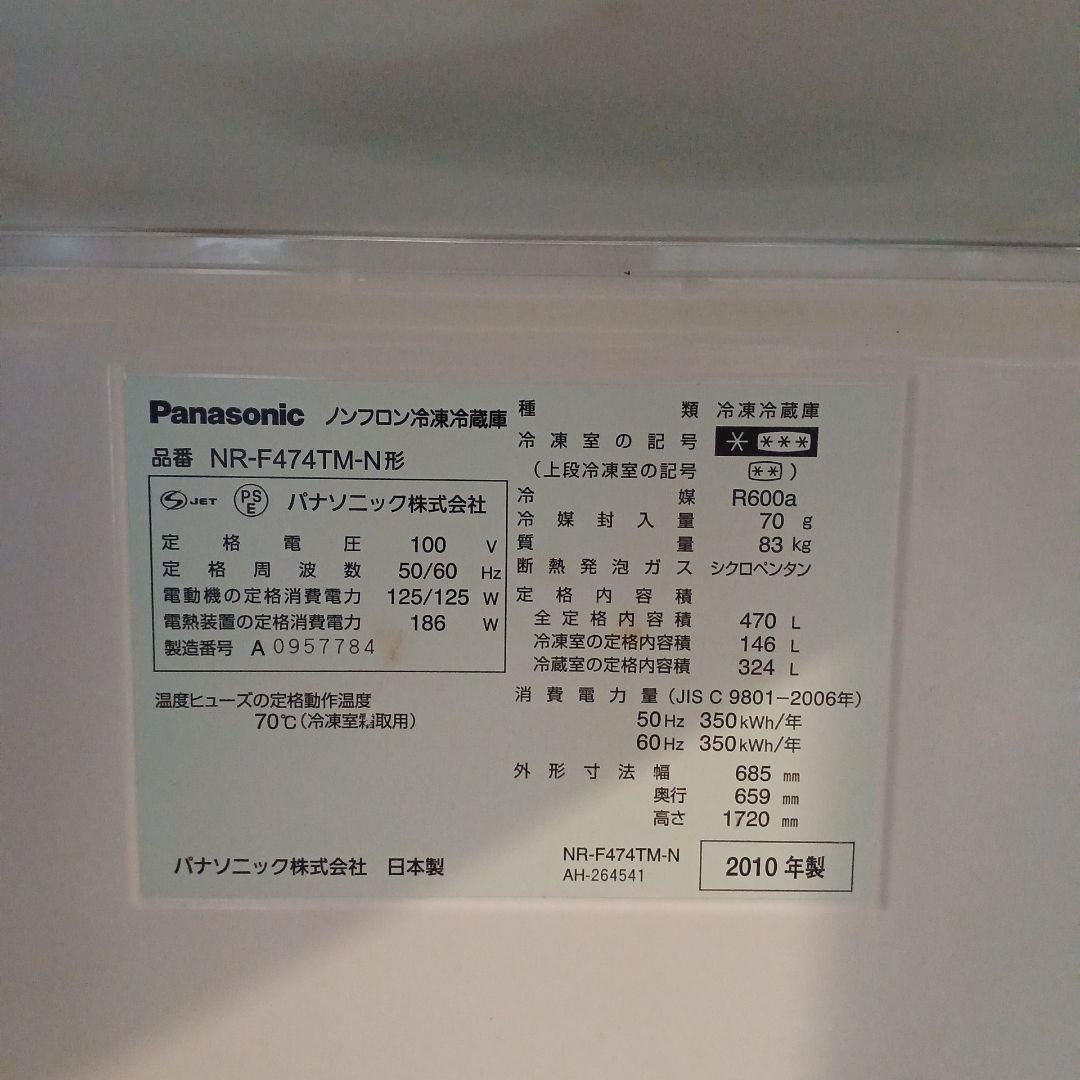 Panasonic ノンフロン冷凍冷蔵庫
品番 NR-F474TM-N形
S JET PS E パナソニック株式会社
定格電圧 100 V
定格周波数 50/60 Hz
電動機の定格消費電力 125/125 W
電熱装置の定格消費電力 186 W
製造番号 A 0957784
温度ヒューズの定格動作温度
70℃(冷凍室霜取用)
パナソニック株式会社 日本製
種類 冷凍冷蔵庫
冷凍室の記号 * ***
(上段冷凍室の記号 **)
冷媒 R600a
冷媒封入量 70 g
質量 83 kg
断熱発泡ガス シクロペンタン
定格内容積
全定格内容積 470 L
冷凍室の定格内容積 146 L
冷蔵室の定格内容積 324 L
消費電力量(JIS C 9801-2006年)
50Hz 350kWh/年
60Hz 350kWh/年
外形寸法 幅 685 mm
奥行 659 mm
高さ 1720 mm
NR-F474TM-N
AH-264541
2010年製